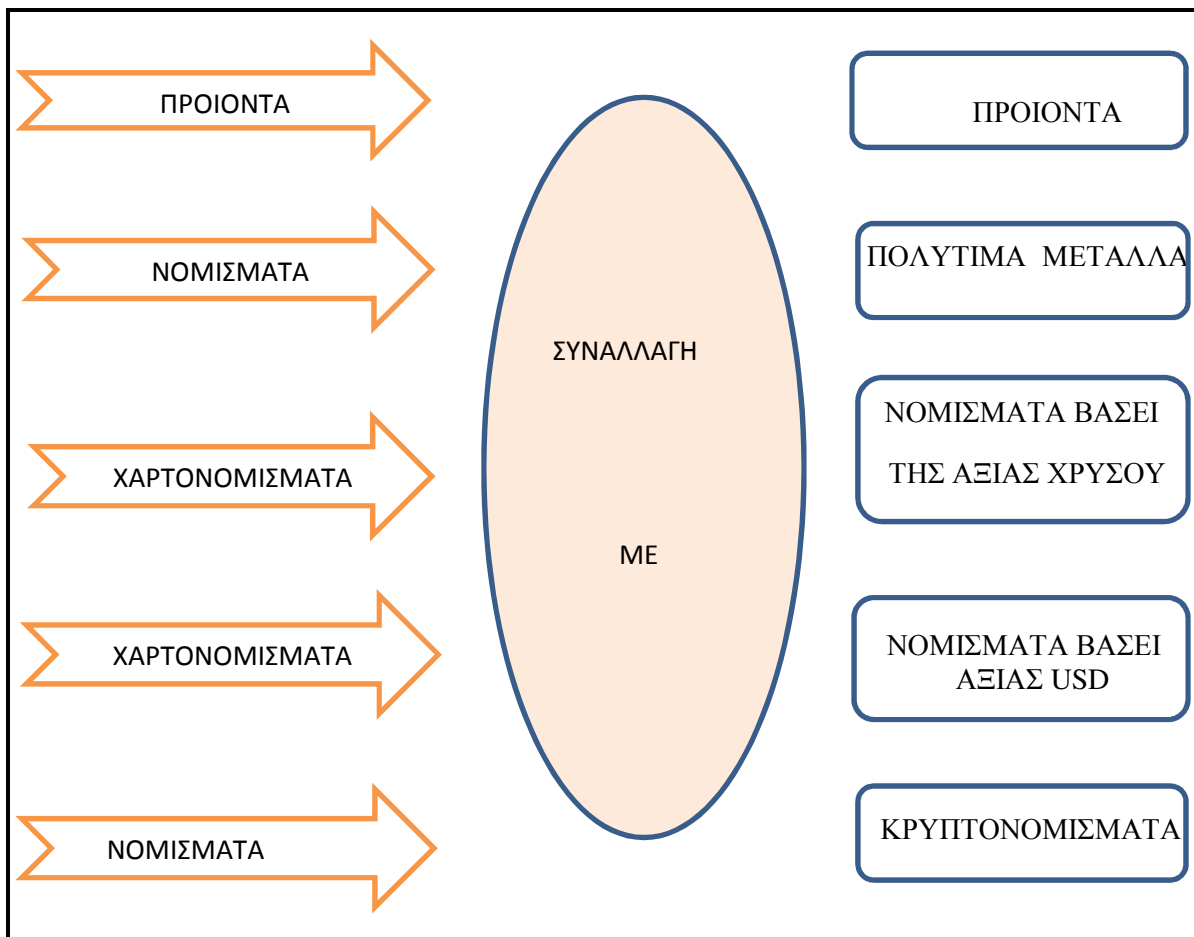 ΠΡΟΙΟΝΤΑ
ΠΡΟΙΟΝΤΑ
ΝΟΜΙΣΜΑΤΑ
ΠΟΛΥΤΙΜΑ ΜΕΤΑΛΛΑ
ΣΥΝΑΛΛΑΓΗ
ΜΕ
ΧΑΡΤΟΝΟΜΙΣΜΑΤΑ
ΝΟΜΙΣΜΑΤΑ ΒΑΣΕΙ
ΤΗΣ ΑΞΙΑΣ ΧΡΥΣΟΥ
ΧΑΡΤΟΝΟΜΙΣΜΑΤΑ
ΝΟΜΙΣΜΑΤΑ ΒΑΣΕΙ
ΑΞΙΑΣ USD
ΝΟΜΙΣΜΑΤΑ
ΚΡΥΠΤΟΝΟΜΙΣΜΑΤΑ